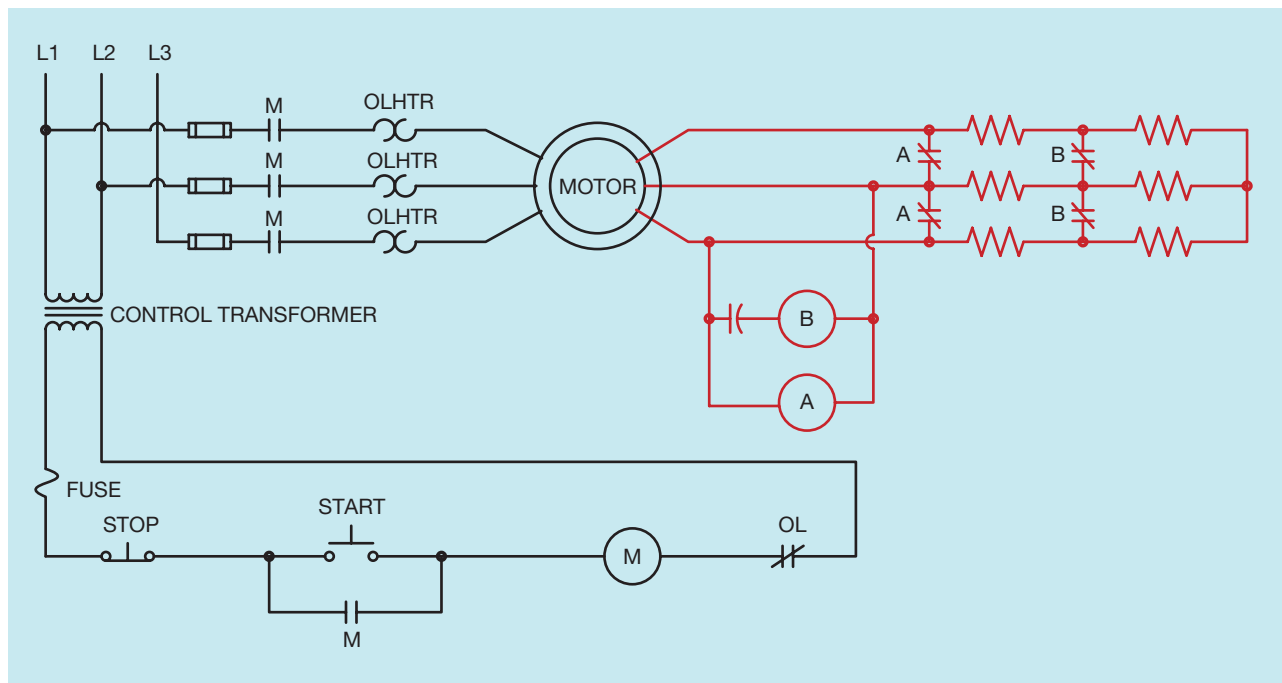 L1 L2 L3
M OLHTR
M OLHTR
M OLHTR
MOTOR
A B
A B
CONTROL TRANSFORMER
B
A
FUSE
STOP START OL
M
M